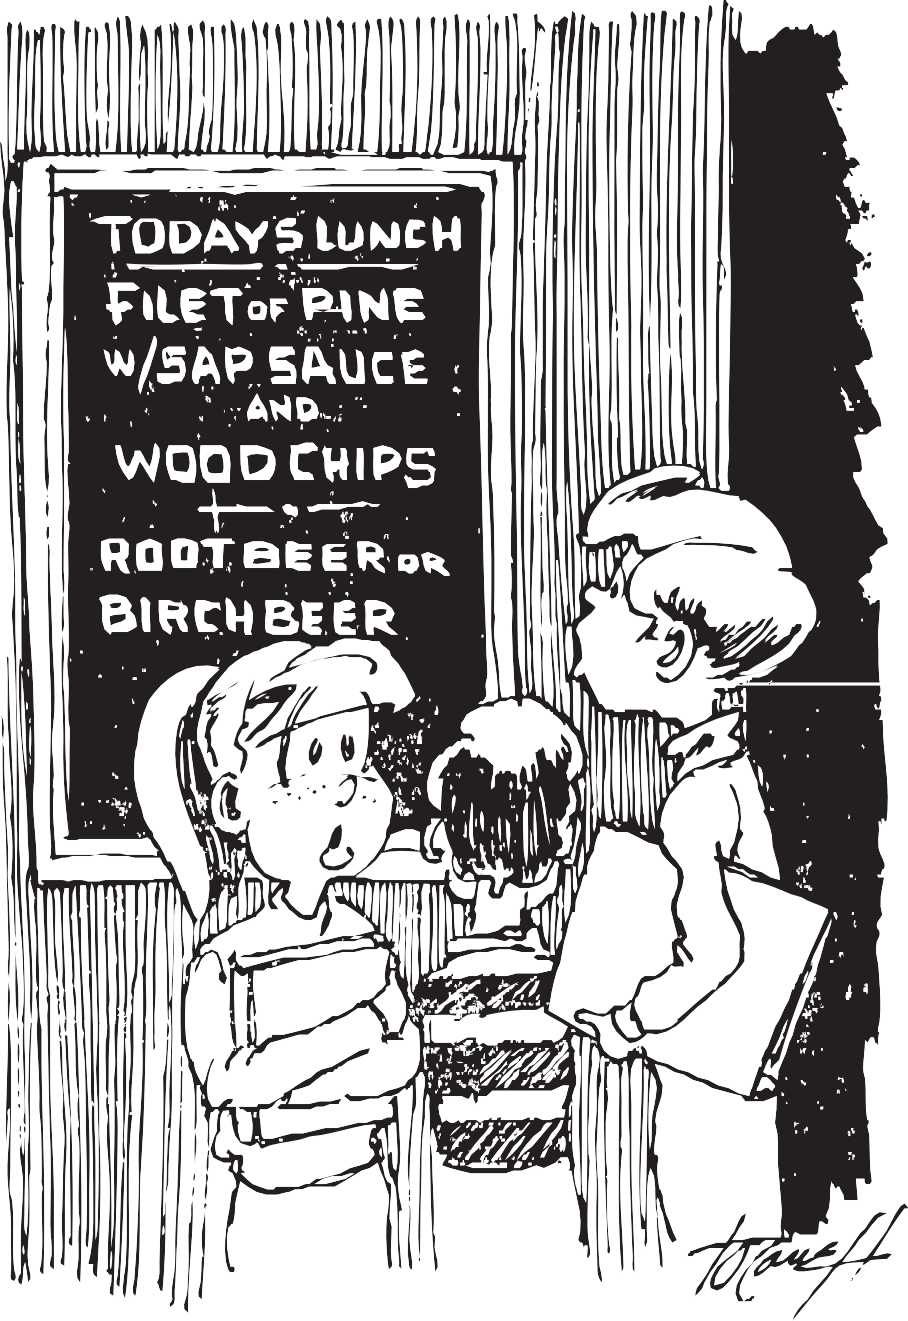 TODAYS LUNCH
FILET OF PINE
W/SAP SAUCE
AND
WOOD CHIPS
ROOT BEER OR
BIRCH BEER